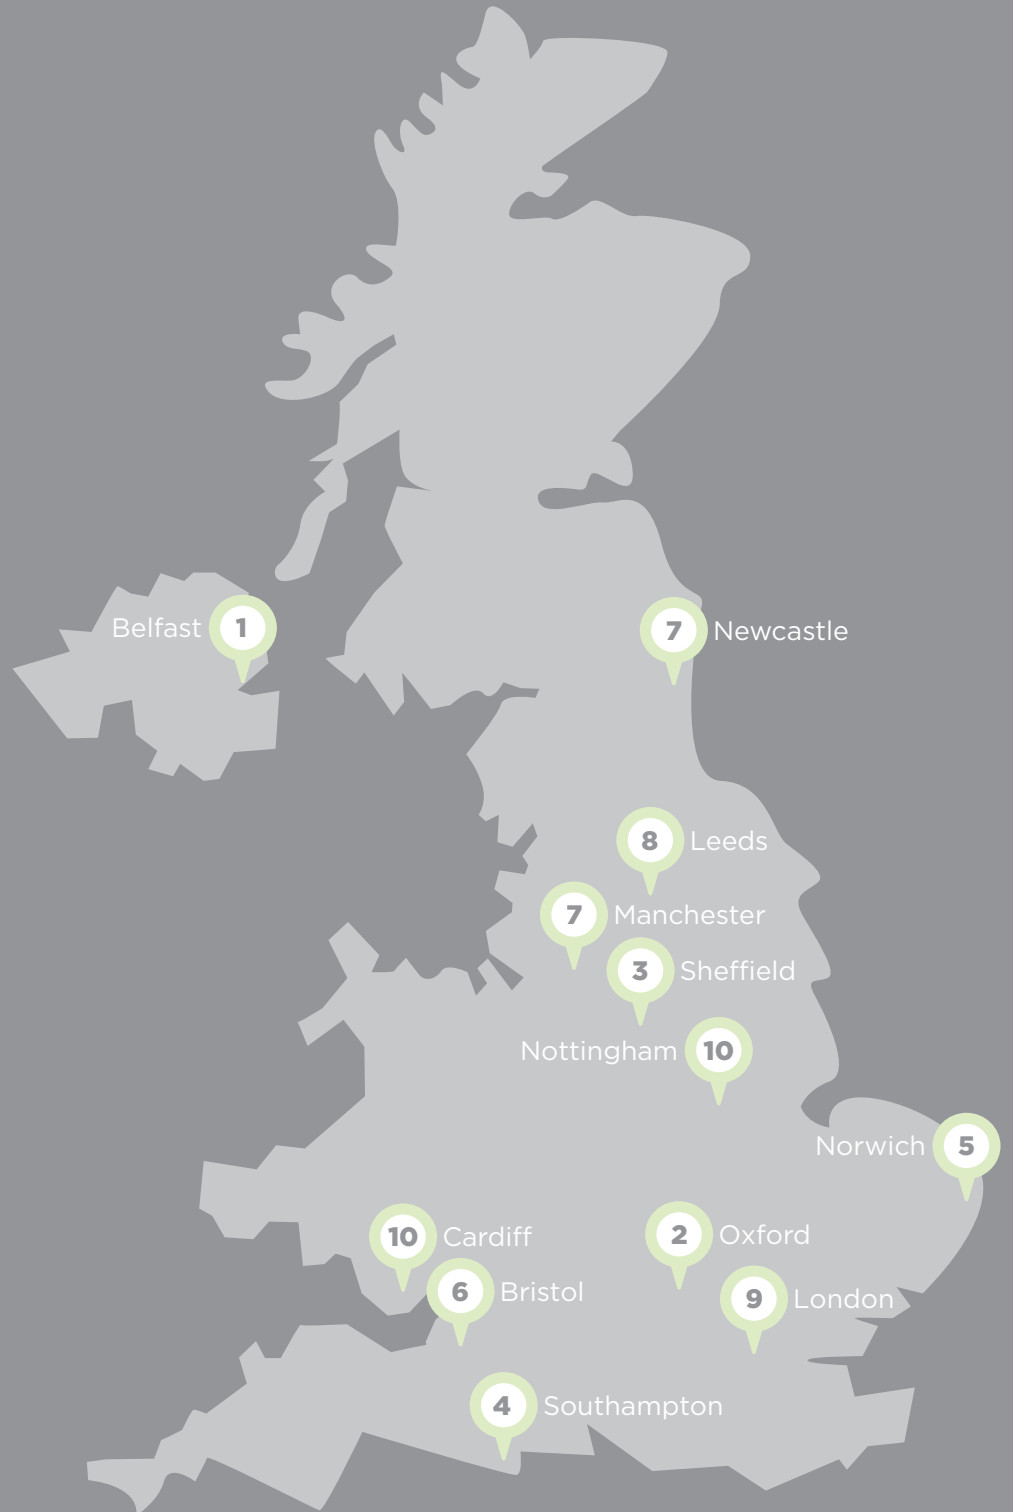 Belfast 1
7 Newcastle
8 Leeds
7 Manchester
3 Sheffield
Nottingham 10
Norwich 5
10 Cardiff
2 Oxford
6 Bristol
9 London
4 Southampton